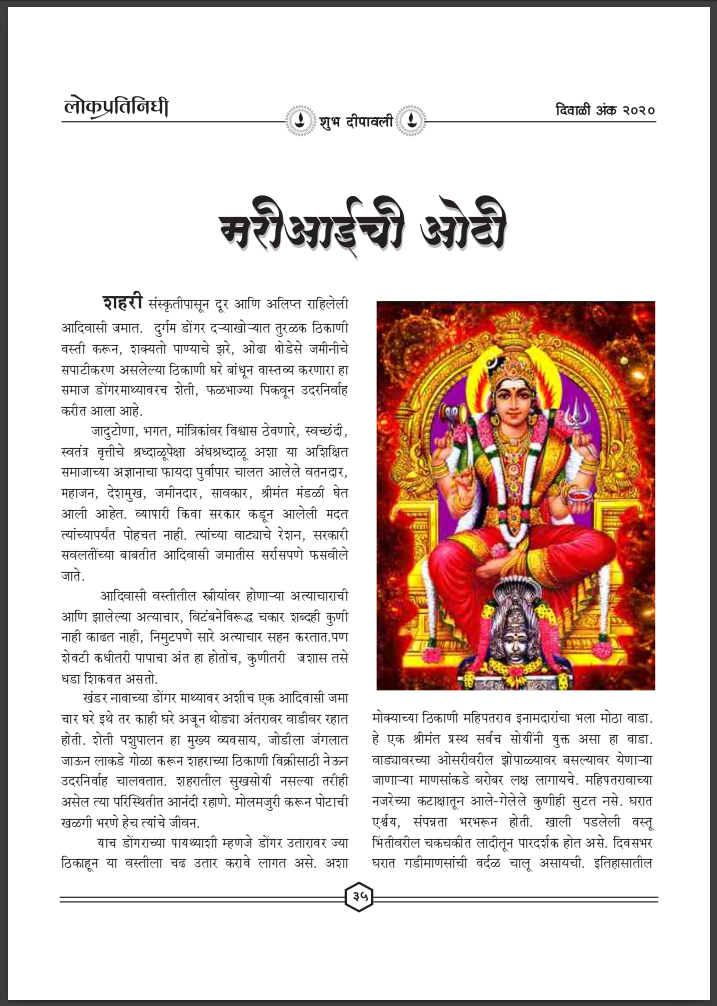 लोकप्रतिनिधी
शुभ दीपावली
दिवाळी अंक २०२०
मरीआईची ओटी
शहरी संस्कृतीपासून दूर आणि अलिप्त राहिलेली
आदिवासी जमात. दुर्गम डोंगर दऱ्याखोऱ्यात तुरळक ठिकाणी
वस्ती करून, शक्यतो पाण्याचे झरे, ओढा थोडेसे जमीनीचे
सपाटीकरण असलेल्या ठिकाणी घरे बांधून वास्तव्य करणारा हा
समाज डोंगरमाथ्यावरच शेती, फळभाज्या पिकवून उदरनिर्वाह
करीत आला आहे.
जादुटोणा, भगत, मांत्रिकांवर विश्वास ठेवणारे, स्वच्छंदी,
स्वतंत्र वृत्तीचे श्रध्दाळूपेक्षा अंधश्रध्दाळू अशा या अशिक्षित
समाजाच्या अज्ञानाचा फायदा पुर्वापार चालत आलेले वतनदार,
महाजन, देशमुख, जमीनदार, सावकार, श्रीमंत मंडळी घेत
आली आहेत. व्यापारी किवा सरकार कडून आलेली मदत
त्यांच्यापर्यंत पोहचत नाही. त्यांच्या वाट्याचे रेशन, सरकारी
सवलतींच्या बाबतीत आदिवासी जमातीस सर्रासपणे फसवीले
जाते.
आदिवासी वस्तीतील स्त्रीयांवर होणाऱ्या अत्याचाराची
आणि झालेल्या अत्याचार, विटंबनेविरूद्ध चकार शब्दही कुणी
नाही काढत नाही, निमुटपणे सारे अत्याचार सहन करतात.पण
शेवटी कधीतरी पापाचा अंत हा होतोच, कुणीतरी जशास तसे
धडा शिकवत असतो.
खंडर नावाच्या डोंगर माथ्यावर अशीच एक आदिवासी जमा
चार घरे इथे तर काही घरे अजून थोड्या अंतरावर वाडीवर रहात
होती. शेती पशुपालन हा मुख्य व्यवसाय, जोडीला जंगलात
जाऊन लाकडे गोळा करून शहराच्या ठिकाणी विक्रीसाठी नेऊन
उदरनिर्वाह चालवतात. शहरातील सुखसोयी नसल्या तरीही
असेल त्या परिस्थितीत आनंदी रहाणे. मोलमजुरी करून पोटाची
खळगी भरणे हेच त्यांचे जीवन.
याच डोंगराच्या पायथ्याशी म्हणजे डोंगर उतारावर ज्या
ठिकाहून या वस्तीला चढ उतार करावे लागत असे. अशा
मोक्याच्या ठिकाणी महिपतराव इनामदारांचा भला मोठा वाडा.
हे एक श्रीमंत प्रस्थ सर्वच सोयींनी युक्त असा हा वाडा.
वाड्यावरच्या ओसरीवरील झोपाळ्यावर बसल्यावर येणाऱ्या
जाणाऱ्या माणसांकडे बरोबर लक्ष लागायचे. महिपतरावाच्या
नजरेच्या कटाक्षातून आले-गेलेले कुणीही सुटत नसे. घरात
एर्श्वय, संपन्नता भरभरून होती. खाली पडलेली वस्तू
भिंतीवरील चकचकीत लादीतून पारदर्शक होत असे. दिवसभर
घरात गडीमाणसांची वर्दळ चालू असायची. इतिहासातील
३५